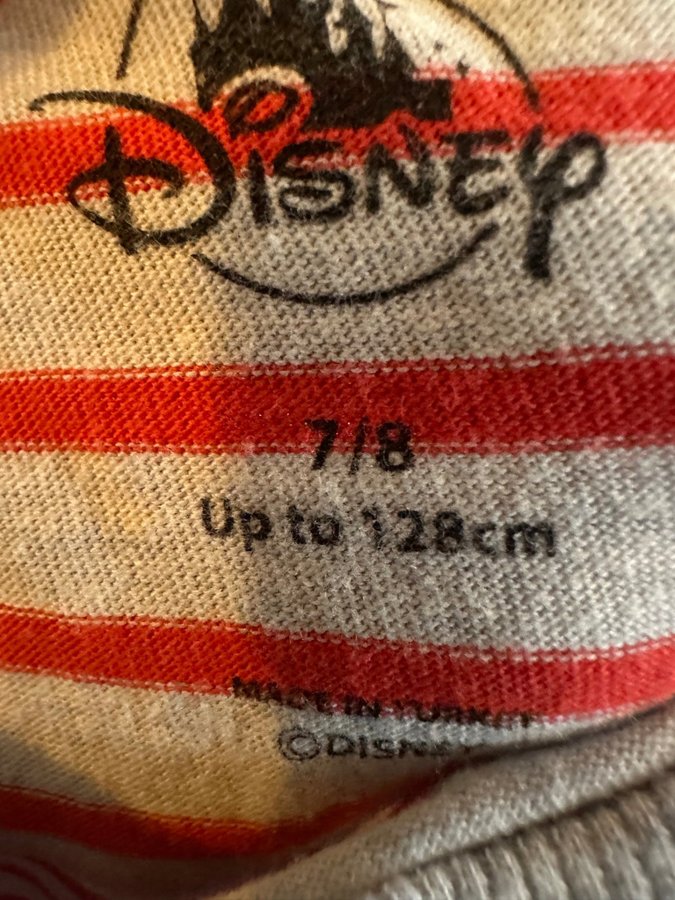 Disney
7/8
Up to 128cm
MADE IN TURKEY
©DISNEY